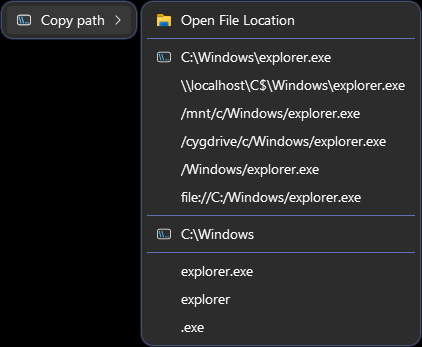 Copy path
Open File Location
C:\Windows\explorer.exe
\\localhost\C$\Windows\explorer.exe
/mnt/c/Windows/explorer.exe
/cygdrive/c/Windows/explorer.exe
/Windows/explorer.exe
file://C:/Windows/explorer.exe
C:\Windows
explorer.exe
explorer
.exe